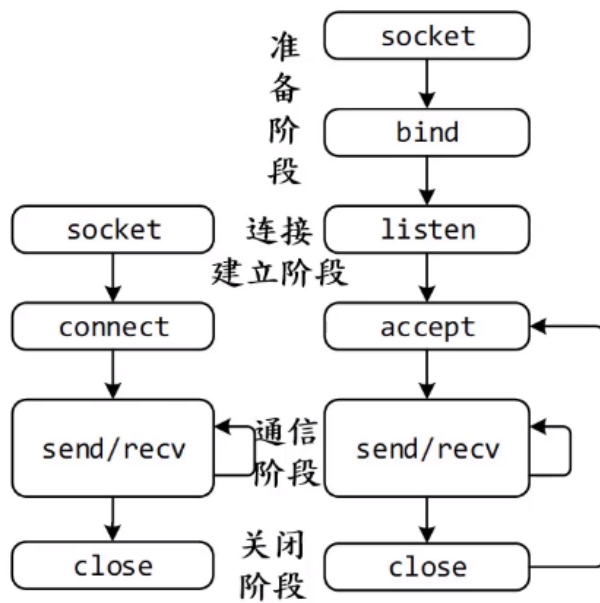 准
备
阶
段
socket
bind
socket
连接
建立阶段
listen
connect
accept
send/recv
通信
阶段
send/recv
close
关闭
阶段
close